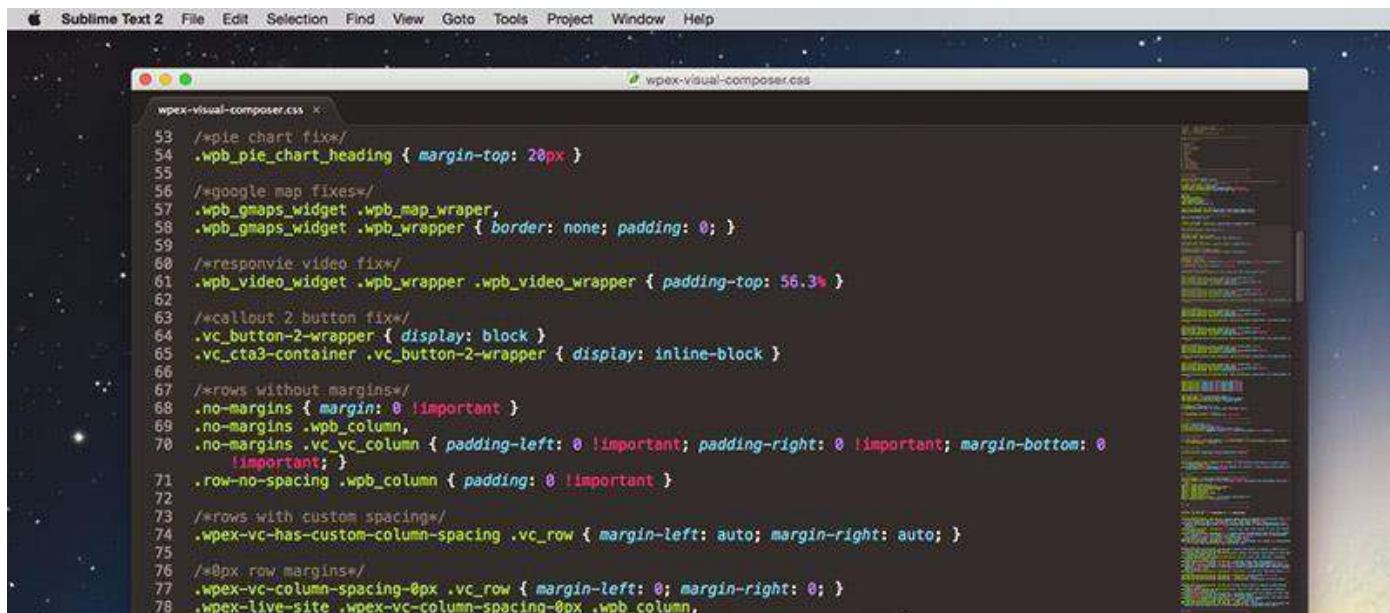 Sublime Text 2 File Edit Selection Find View Goto Tools Project Window Help
wpex-visual-composer.css
wpex-visual-composer.css ×
53 /*pie chart fix*/
54 .wpb_pie_chart_heading { margin-top: 20px }
55
56 /*google map fixes*/
57 .wpb_gmaps_widget .wpb_map_wraper,
58 .wpb_gmaps_widget .wpb_wrapper { border: none; padding: 0; }
59
60 /*responvie video fix*/
61 .wpb_video_widget .wpb_wrapper .wpb_video_wrapper { padding-top: 56.3% }
62
63 /*callout 2 button fix*/
64 .vc_button-2-wrapper { display: block }
65 .vc_cta3-container .vc_button-2-wrapper { display: inline-block }
66
67 /*rows without margins*/
68 .no-margins { margin: 0 !important }
69 .no-margins .wpb_column,
70 .no-margins .vc_vc_column { padding-left: 0 !important; padding-right: 0 !important; margin-bottom: 0
!important; }
71 .row-no-spacing .wpb_column { padding: 0 !important }
72
73 /*rows with custom spacing*/
74 .wpex-vc-has-custom-column-spacing .vc_row { margin-left: auto; margin-right: auto; }
75
76 /*0px row margins*/
77 .wpex-vc-column-spacing-0px .vc_row { margin-left: 0; margin-right: 0; }
78 .wpex-live-site .wpex-vc-column-spacing-0px .wpb_column,